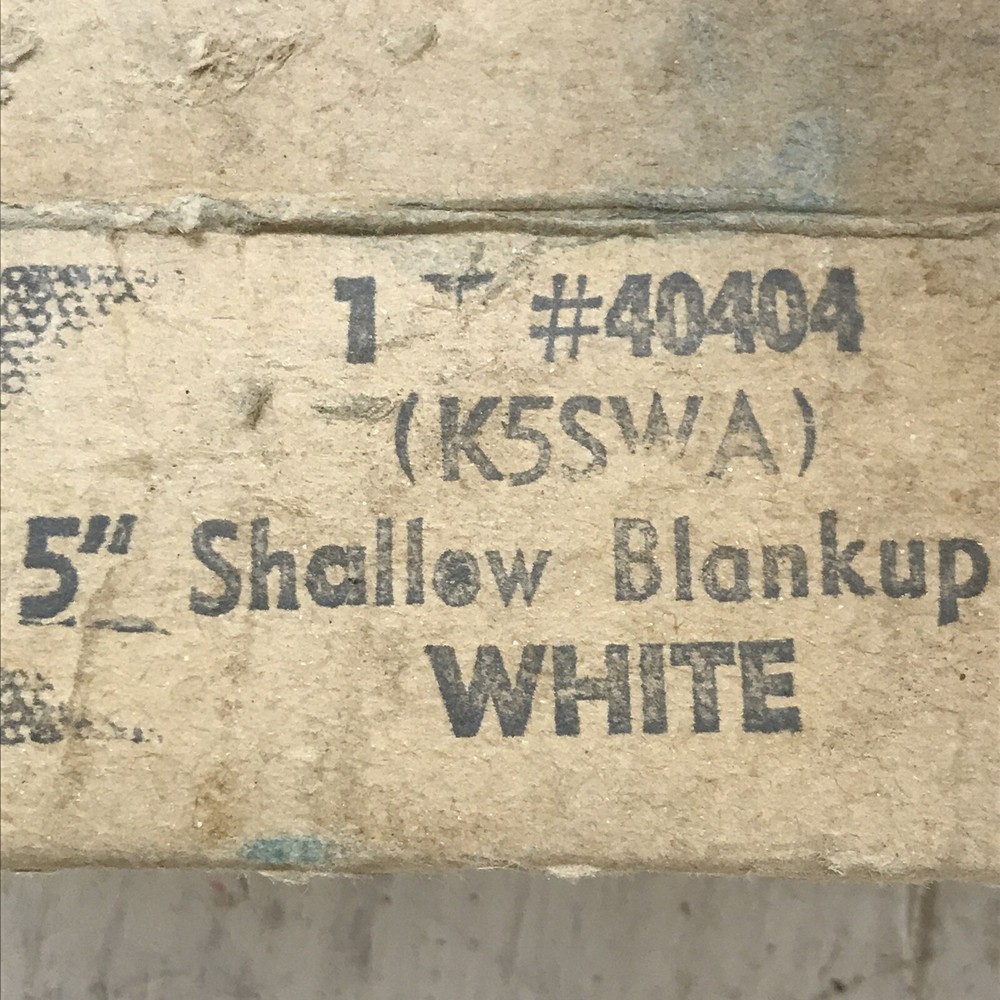 1 T #40404
(K5SWA)
5" Shallow Blankup
WHITE